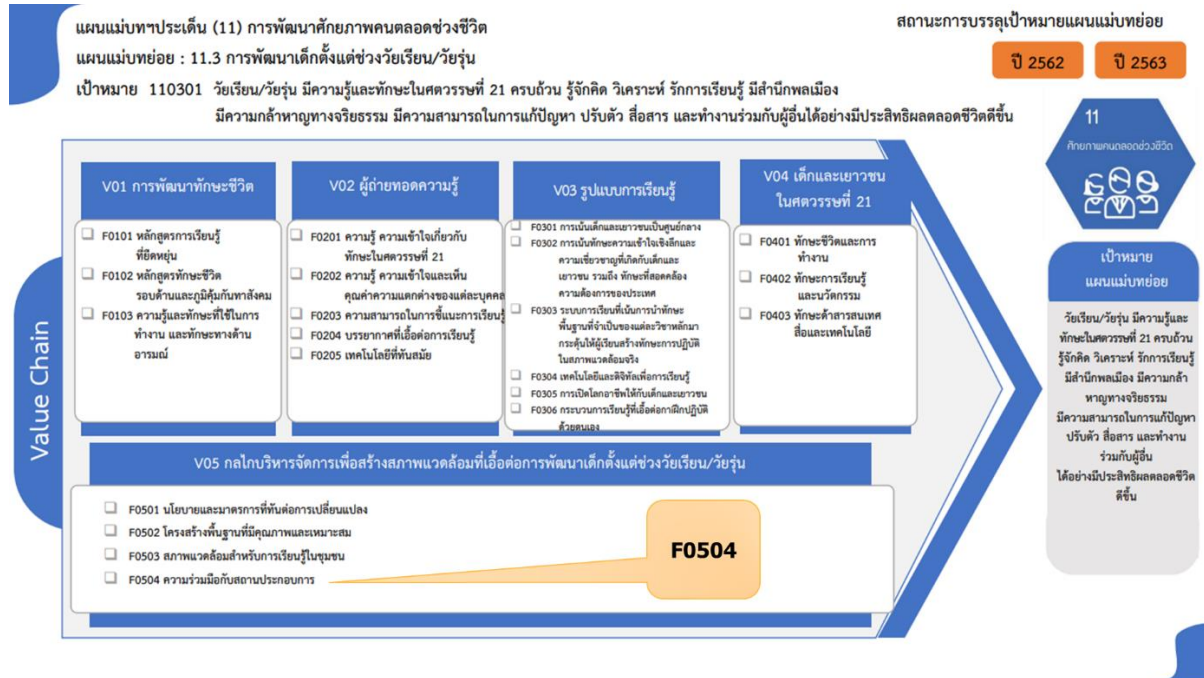 แผนแม่บทฯประเด็น (11) การพัฒนาศักยภาพคนตลอดช่วงชีวิต
แผนแม่บทย่อย : 11.3 การพัฒนาเด็กตั้งแต่ช่วงวัยเรียน/วัยรุ่น
เป้าหมาย 110301 วัยเรียน/วัยรุ่น มีความรู้และทักษะในศตวรรษที่ 21 ครบถ้วน รู้จักคิด วิเคราะห์ รักการเรียนรู้ มีสำนึกพลเมือง
มีความกล้าหาญทางจริยธรรม มีความสามารถในการแก้ปัญหา ปรับตัว สื่อสาร และทำงานร่วมกับผู้อื่นได้อย่างมีประสิทธิผลตลอดชีวิตดีขึ้น
สถานะการบรรลุเป้าหมายแผนแม่บทย่อย
ปี 2562
ปี 2563
11
ศักยภาพคนตลอดช่วงชีวิต
Value Chain
V01 การพัฒนาทักษะชีวิต
F0101 หลักสูตรการเรียนรู้
ที่ยืดหยุ่น
F0102 หลักสูตรทักษะชีวิต
รอบด้านและภูมิคุ้มกันทางสังคม
F0103 ความรู้และทักษะที่ใช้ในการ
ทำงาน และทักษะทางด้าน
อารมณ์
V02 ผู้ถ่ายทอดความรู้
F0201 ความรู้ ความเข้าใจเกี่ยวกับ
ทักษะในศตวรรษที่ 21
F0202 ความรู้ ความเข้าใจและเห็น
คุณค่าความแตกต่างของแต่ละบุคคล
F0203 ความสามารถในการชี้แนะการเรียนรู้
F0204 บรรยากาศที่เอื้อต่อการเรียนรู้
F0205 เทคโนโลยีที่ทันสมัย
V03 รูปแบบการเรียนรู้
F0301 การเน้นเด็กและเยาวชนเป็นศูนย์กลาง
F0302 การเน้นทักษะความเข้าใจเชิงลึกและ
ความเชี่ยวชาญที่เกิดกับเด็กและ
เยาวชน รวมถึง ทักษะที่สอดคล้อง
ความต้องการของประเทศ
F0303 ระบบการเรียนที่เน้นการนำทักษะ
พื้นฐานที่จำเป็นของแต่ละวิชาหลักมา
กระตุ้นให้ผู้เรียนสร้างทักษะการปฏิบัติ
ในสภาพแวดล้อมจริง
F0304 เทคโนโลยีและดิจิทัลเพื่อการเรียนรู้
F0305 การเปิดโลกอาชีพให้กับเด็กและเยาวชน
F0306 กระบวนการเรียนรู้ที่เอื้อต่อการฝึกปฏิบัติ
ด้วยตนเอง
V04 เด็กและเยาวชน
ในศตวรรษที่ 21
F0401 ทักษะชีวิตและการ
ทำงาน
F0402 ทักษะการเรียนรู้
และนวัตกรรม
F0403 ทักษะด้าสารสนเทศ
สื่อและเทคโนโลยี
V05 กลไกบริหารจัดการเพื่อสร้างสภาพแวดล้อมที่เอื้อต่อการพัฒนาเด็กตั้งแต่ช่วงวัยเรียน/วัยรุ่น
F0501 นโยบายและมาตรการที่ทันต่อการเปลี่ยนแปลง
F0502 โครงสร้างพื้นฐานที่มีคุณภาพและเหมาะสม
F0503 สภาพแวดล้อมสำหรับการเรียนรู้ในชุมชน
F0504 ความร่วมมือกับสถานประกอบการ
F0504
เป้าหมาย
แผนแม่บทย่อย
วัยเรียน/วัยรุ่น มีความรู้และ
ทักษะในศตวรรษที่ 21 ครบถ้วน
รู้จักคิด วิเคราะห์ รักการเรียนรู้
มีสำนึกพลเมือง มีความกล้า
หาญทางจริยธรรม
มีความสามารถในการแก้ปัญหา
ปรับตัว สื่อสาร และทำงาน
ร่วมกับผู้อื่น
ได้อย่างมีประสิทธิผลตลอดชีวิต
ดีขึ้น